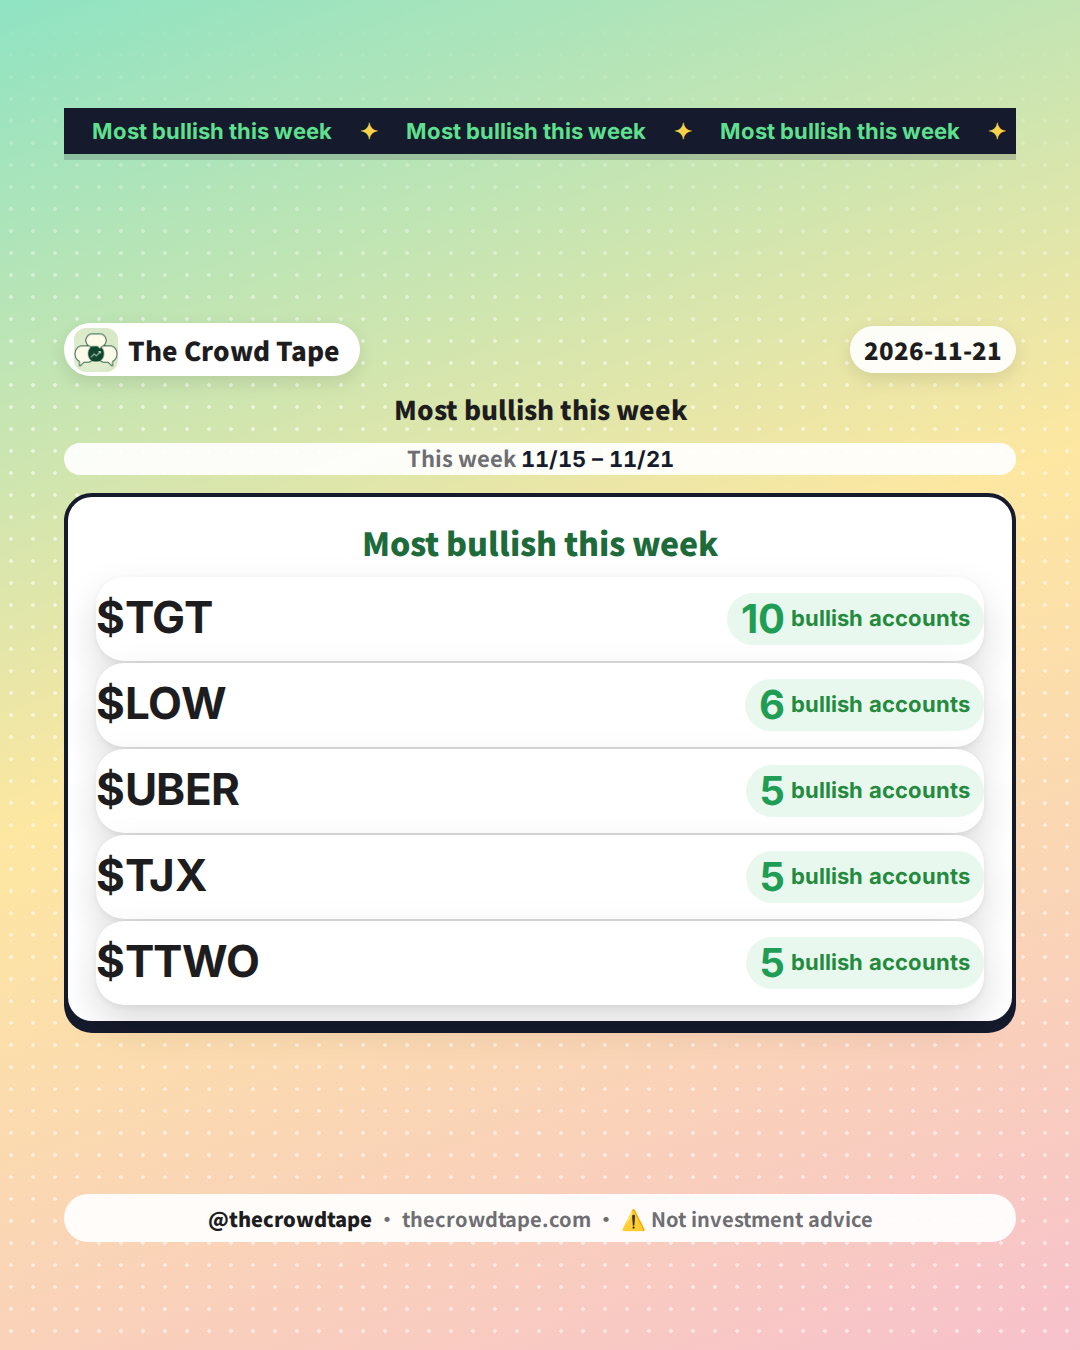 Most bullish this week ✦ Most bullish this week ✦ Most bullish this week ✦
The Crowd Tape
2026-11-21
Most bullish this week
This week 11/15 – 11/21
Most bullish this week
$TGT 10 bullish accounts
$LOW 6 bullish accounts
$UBER 5 bullish accounts
$TJX 5 bullish accounts
$TTWO 5 bullish accounts
@thecrowdtape • thecrowdtape.com • ⚠️ Not investment advice